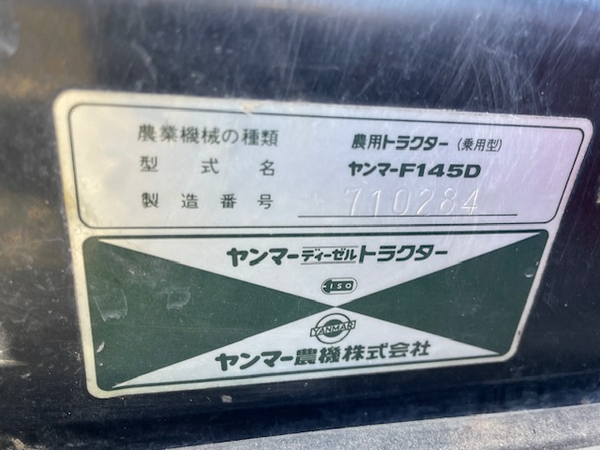 農業機械の種類 農用トラクター（乗用型）
型式名 ヤンマーF145D
製造番号 710284
ヤンマーディーゼルトラクター
ISO
YANMAR
ヤンマー農機株式会社